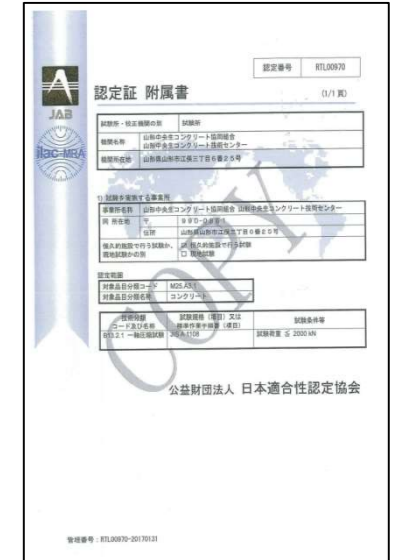 認定番号 RTL00970
JAB
認定証 附属書
(1/1 頁)
ilac-MRA
試験所・校正機関の別 試験所
機関名称 山形中央生コンクリート協同組合
山形中央生コンクリート技術センター
機関所在地 山形県山形市江俣三丁目6番25号
1) 試験を実施する事業所
事業所名称 山形中央生コンクリート協同組合 山形中央生コンクリート技術センター
同 所在地 〒
住所 山形県山形市江俣三丁目6番25号
恒久的施設で行う試験か、 ☑ 恒久的施設で行う試験
現地試験かの別 □ 現地試験
認定範囲
対象品目分類コード M25.A3.1
対象品目分類名称 コンクリート
技術分類 試験規格(項目)又は 試験条件等
コード及び名称 標準作業手順書(項目)
一軸圧縮試験 JIS A 1108 試験荷重 ≦ 2000 kN
COPY
公益財団法人 日本適合性認定協会
管理番号:RTL00970-20170131